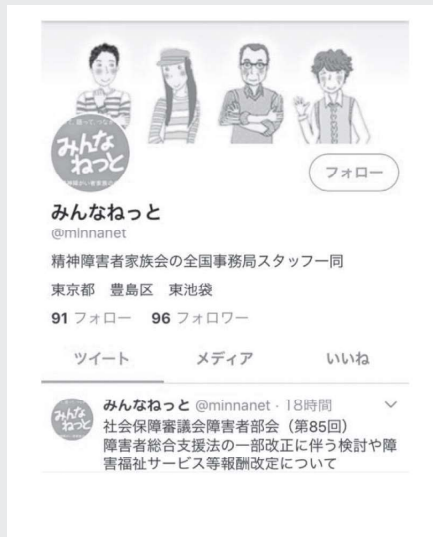 みんな
ねっと
フォロー
みんなねっと
@minnanet
精神障害者家族会の全国事務局スタッフ一同
東京都　豊島区　東池袋
91 フォロー　96 フォロワー
ツイート　メディア　いいね
みんな
ねっと
みんなねっと @minnanet · 18時間
社会保障審議会障害者部会（第85回）
障害者総合支援法の一部改正に伴う検討や障
害福祉サービス等報酬改定について